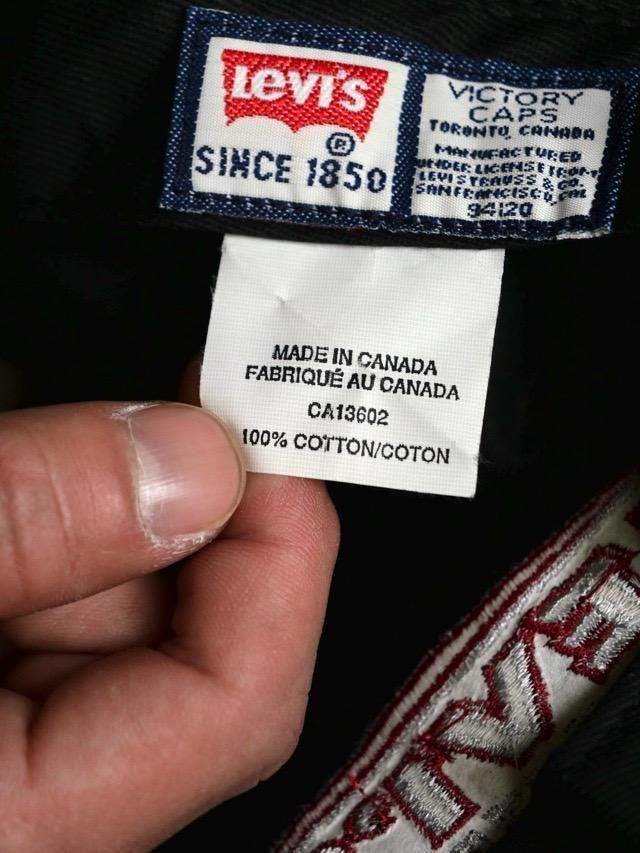 Levi's
®
SINCE 1850
VICTORY
CAPS
TORONTO, CANADA
MANUFACTURED
UNDER LICENSE FROM
LEVI STRAUSS & CO.
SAN FRANCISCO, CAL
94120
MADE IN CANADA
FABRIQUÉ AU CANADA
CA13602
100% COTTON/COTON